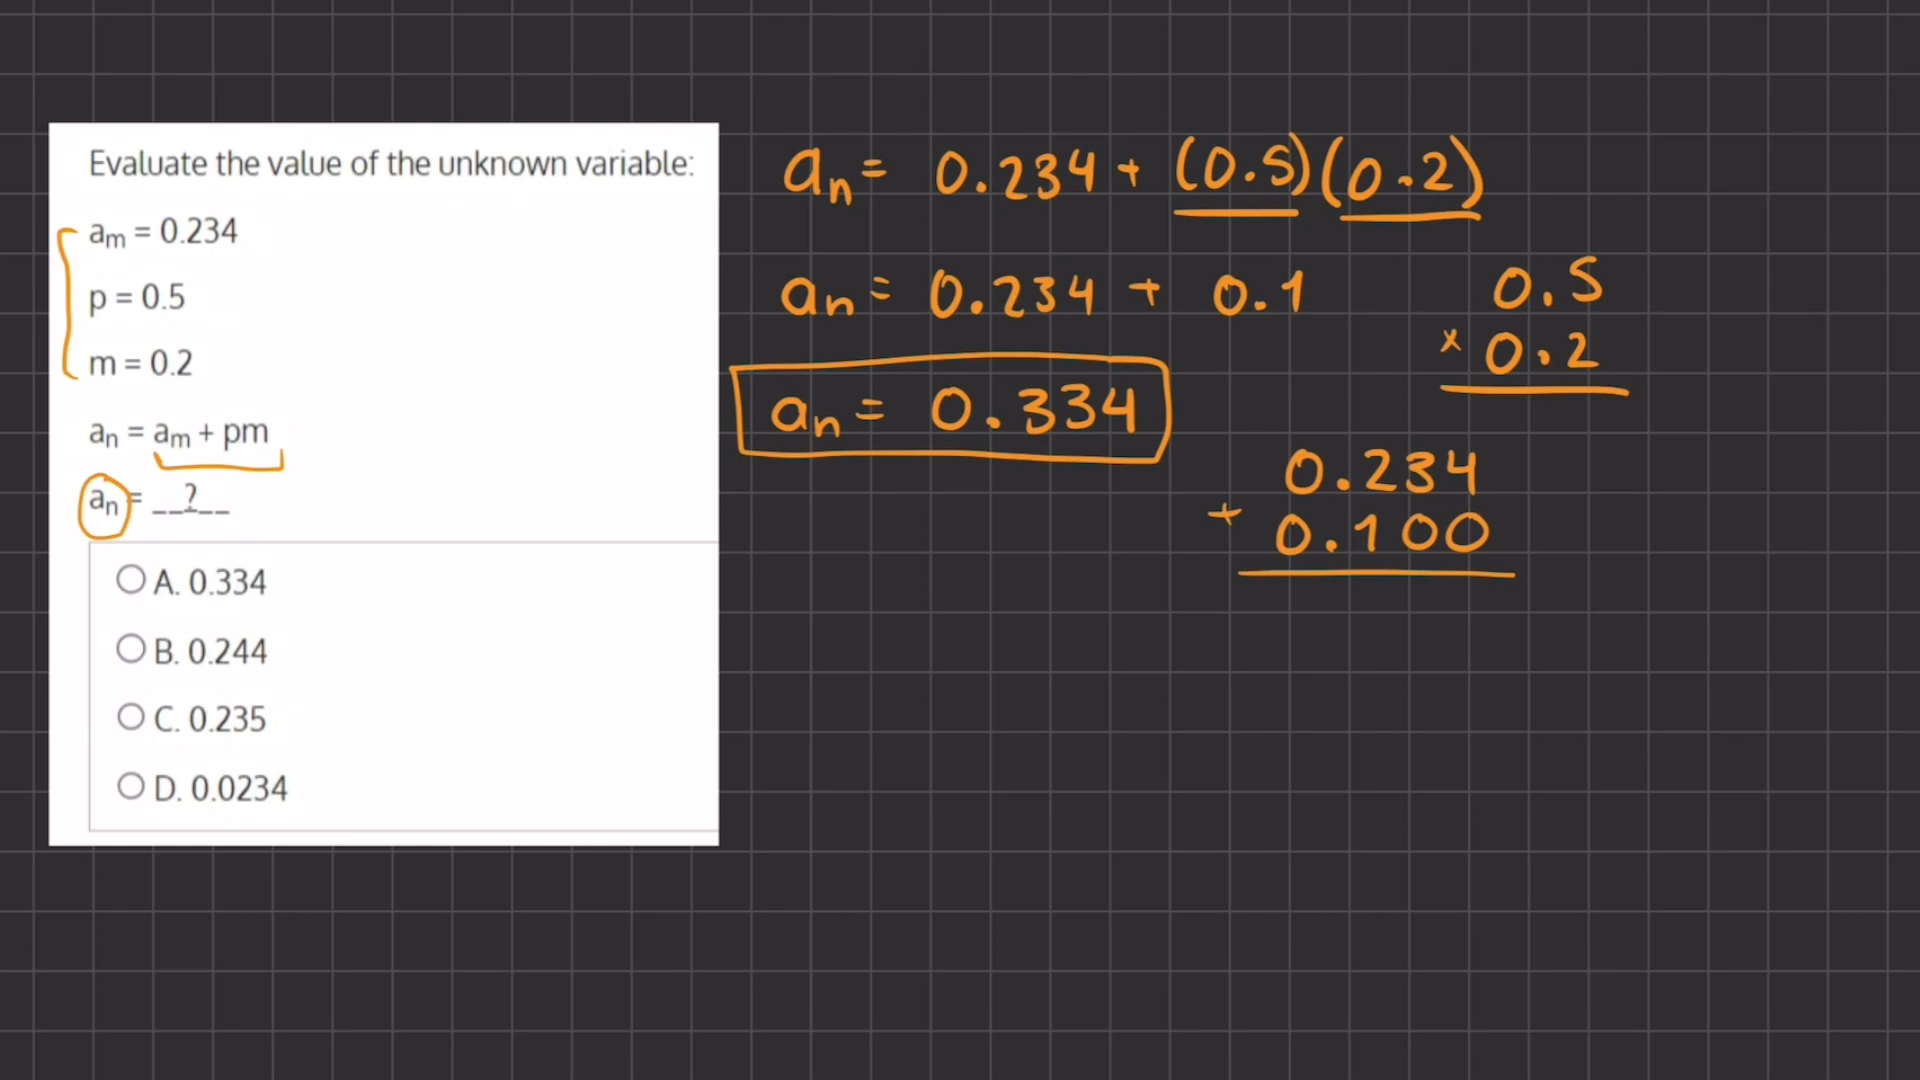 Evaluate the value of the unknown variable:
aₘ = 0.234
p = 0.5
m = 0.2
aₙ = aₘ + pm
aₙ = __?__
A. 0.334
B. 0.244
C. 0.235
D. 0.0234
aₙ = 0.234 + (0.5)(0.2)
aₙ = 0.234 + 0.1
aₙ = 0.334
0.5
× 0.2
0.234
+ 0.100